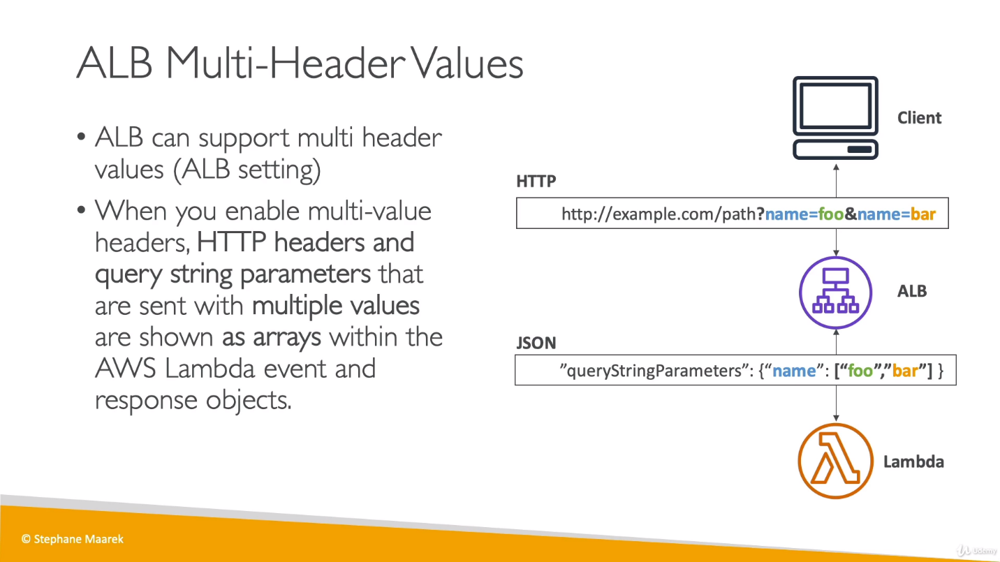 ALB Multi-Header Values
• ALB can support multi header
values (ALB setting)
• When you enable multi-value
headers, HTTP headers and
query string parameters that
are sent with multiple values
are shown as arrays within the
AWS Lambda event and
response objects.
Client
HTTP
http://example.com/path?name=foo&name=bar
ALB
JSON
”queryStringParameters”: {“name”: [“foo”,”bar”] }
Lambda
© Stephane Maarek
Udemy